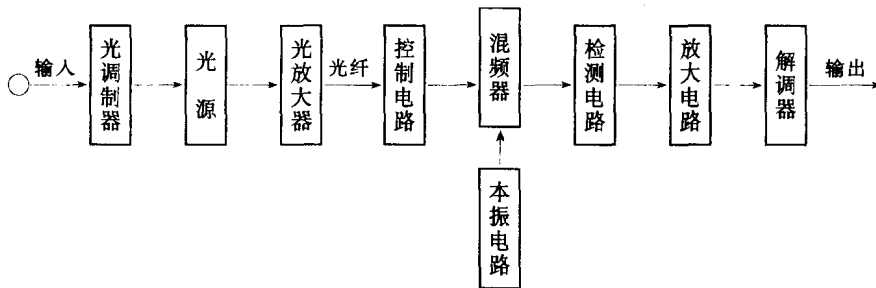 输入
光调制器
光源
光放大器
光纤
控制电路
混频器
检测电路
放大电路
解调器
输出
本振电路